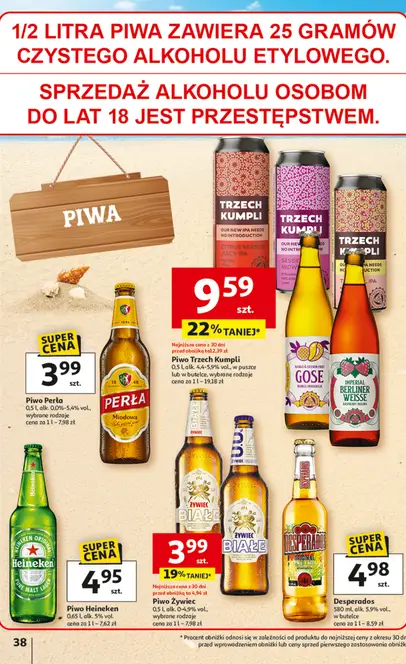 1/2 LITRA PIWA ZAWIERA 25 GRAMÓW
CZYSTEGO ALKOHOLU ETYLOWEGO.
SPRZEDAŻ ALKOHOLU OSOBOM
DO LAT 18 JEST PRZESTĘPSTWEM.
PIWA
TRZECH
KUMPLI
OUR NEW IPA NEEDS
NO INTRODUCTION
TRZECH
KUMPLI
TRZECH
KUMPLI
9.59
szt.
22% TANIEJ*
Najniższa cena z 30 dni
przed obniżką to 12,39 zł
Piwo Trzech Kumpli
0,5 l, alk. 4,4-5,9% vol., w puszce
lub w butelce, wybrane rodzaje
cena za 1 l – 19,18 zł
GOSE
IMPERIAL
BERLINER
WEISSE
SUPER
CENA
3.99
szt.
Piwo Perła
0,5 l, alk. 0,0%-5,4% vol.,
wybrane rodzaje
cena za 1 l – 7,98 zł
PERŁA
Miodowa
ŻYWIEC
BIAŁE
ŻYWIEC
BIAŁE
3.99
szt.
19% TANIEJ*
Najniższa cena z 30 dni
przed obniżką to 4,94 zł
Piwo Żywiec
0,5 l, alk. 0-4,9% vol.,
wybrane rodzaje
cena za 1 l – 7,98 zł
Heineken
SUPER
CENA
4.95
szt.
Piwo Heineken
0,65 l, alk. 5% vol.
cena za 1 l – 7,62 zł
DESPERADOS
SUPER
CENA
4.98
szt.
Desperados
580 ml, alk. 5,9% vol.,
w butelce
cena za 1 l – 8,59 zł
38
* Procent obniżki odnosi się w zależności od produktu do najniższej ceny z okresu 30 d
przed wprowadzeniem obniżki lub ceny sprzed pierwszego zastosowania obniżk